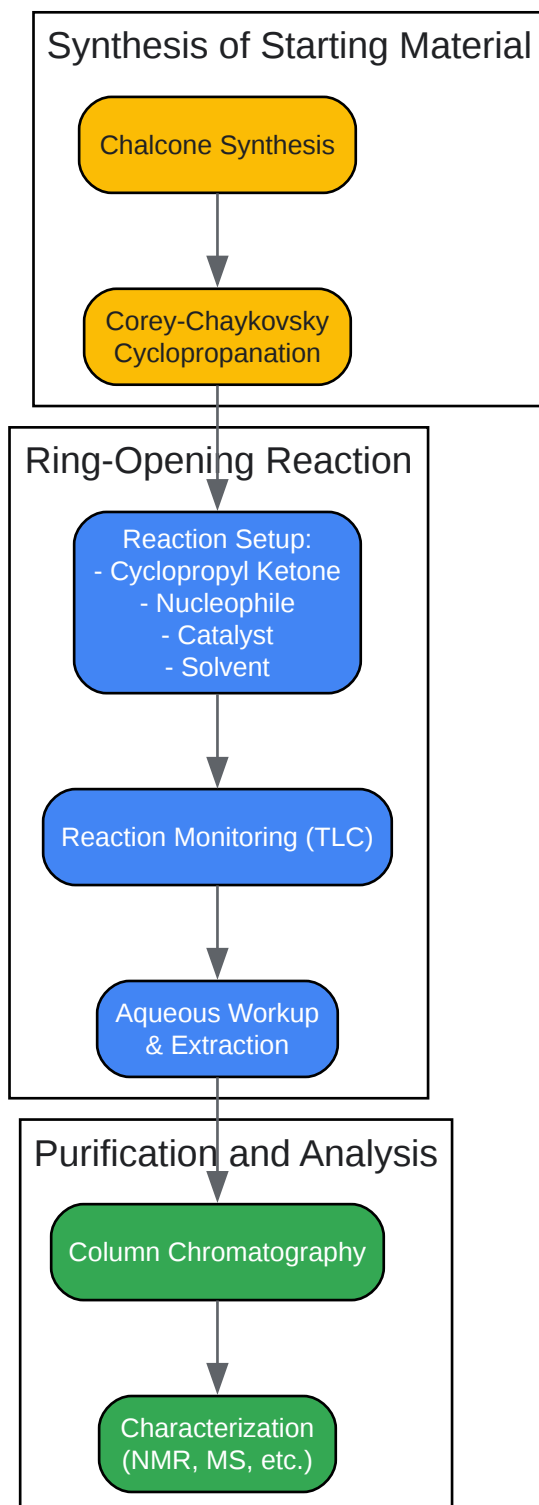 Synthesis of Starting Material
Chalcone Synthesis
Corey-Chaykovsky
Cyclopropanation
Ring-Opening Reaction
Reaction Setup:
- Cyclopropyl Ketone
- Nucleophile
- Catalyst
- Solvent
Reaction Monitoring (TLC)
Aqueous Workup
& Extraction
Purification and Analysis
Column Chromatography
Characterization
(NMR, MS, etc.)